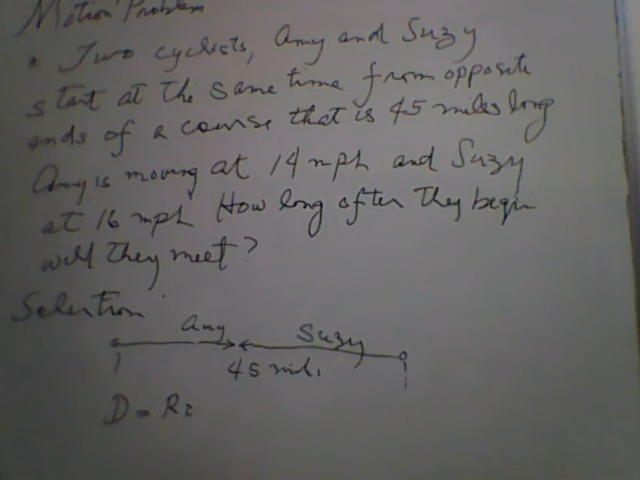 Motion Problem
• Two cyclists, Amy and Suzy
start at the same time from opposite
ends of a course that is 45 miles long
Amy is moving at 14 mph and Suzy
at 16 mph How long after they begin
will they meet?
Solution
Amy Suzy
45 mil.
D = Rt